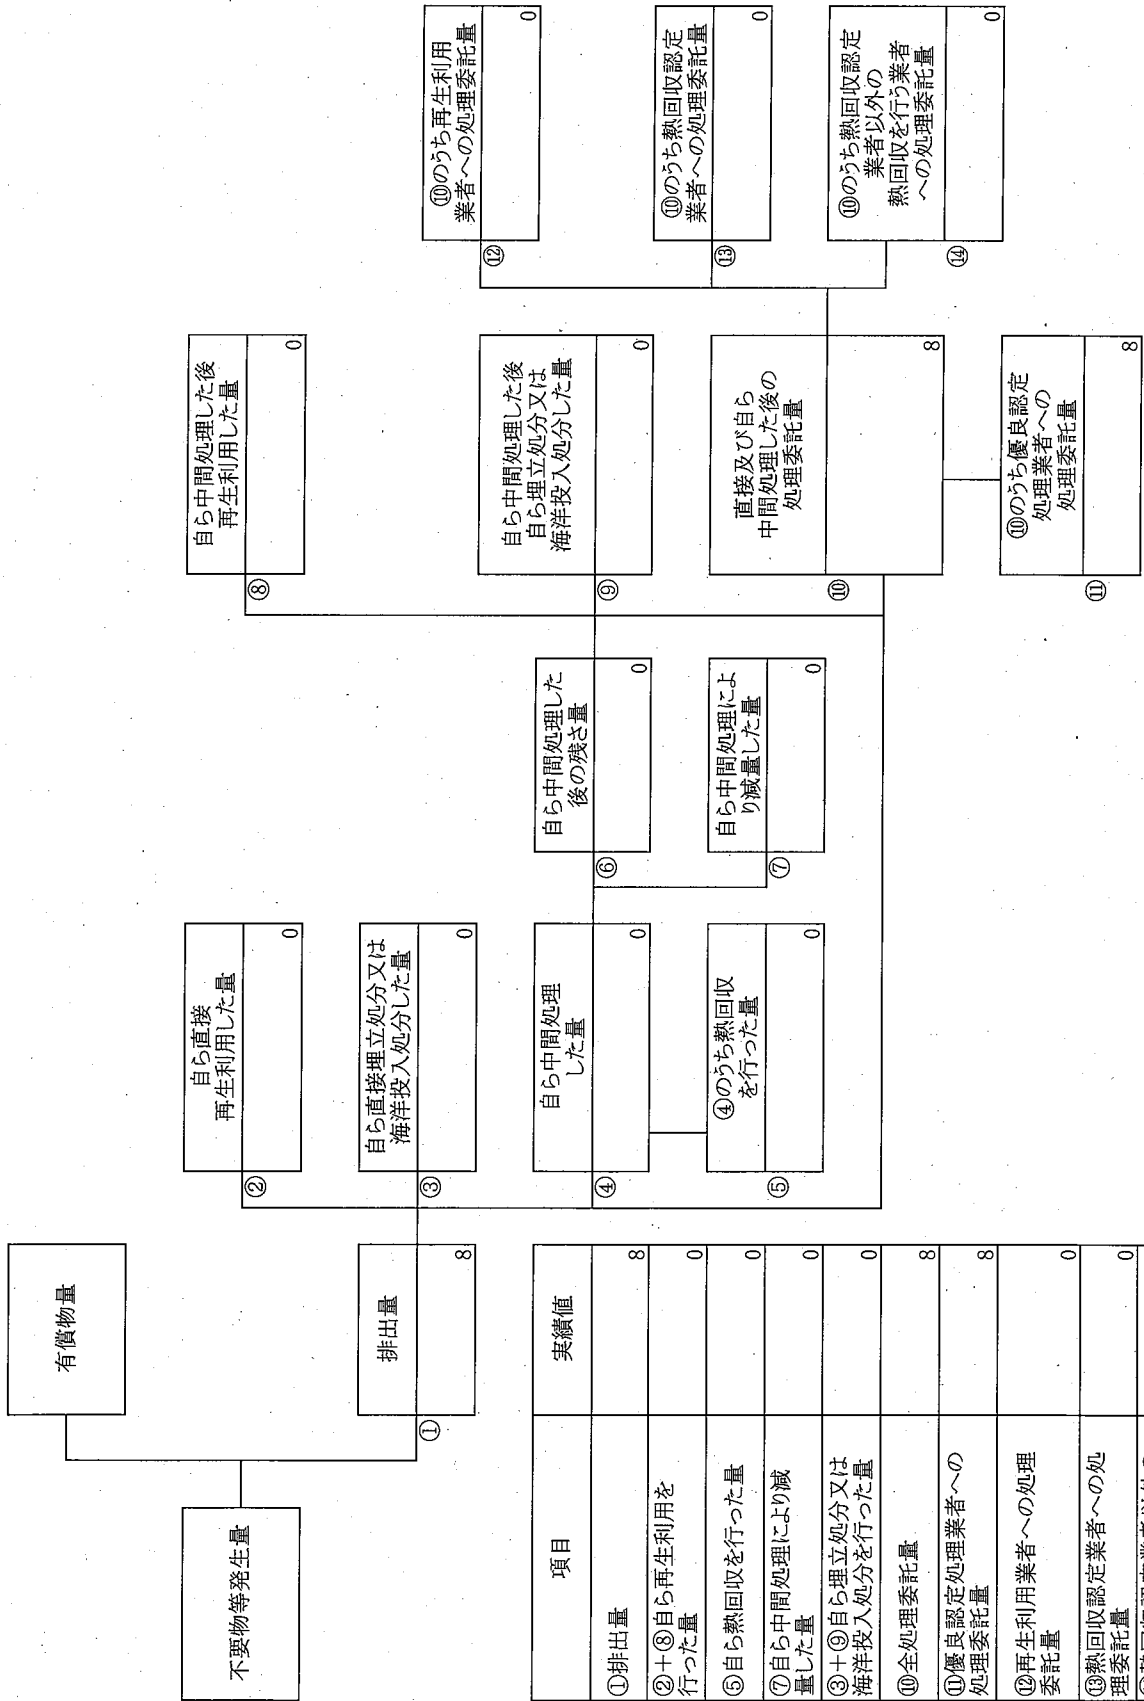 不要物等発生量
有償物量
①
排出量
8
②
自ら直接
再生利用した量
0
③
自ら直接埋立処分又は
海洋投入処分した量
0
④
自ら中間処理
した量
0
⑤
④のうち熱回収
を行った量
0
⑥
自ら中間処理した
後の残さ量
0
⑦
自ら中間処理によ
り減量した量
0
⑧
自ら中間処理した後
再生利用した量
0
⑨
自ら中間処理した後
自ら埋立処分又は
海洋投入処分した量
0
⑩
直接及び自ら
中間処理した後の
処理委託量
8
⑪
⑩のうち優良認定
処理業者への
処理委託量
8
⑫
⑩のうち再生利用
業者への処理委託量
0
⑬
⑩のうち熱回収認定
業者への処理委託量
0
⑭
⑩のうち熱回収認定
業者以外の
熱回収を行う業者
への処理委託量
0
項目 実績値
①排出量 8
②+⑧自ら再生利用を
行った量 0
⑤自ら熱回収を行った量 0
⑦自ら中間処理により減
量した量 0
③+⑨自ら埋立処分又は
海洋投入処分を行った量 0
⑩全処理委託量 8
⑪優良認定処理業者への
処理委託量 8
⑫再生利用業者への処理
委託量 0
⑬熱回収認定業者への処
理委託量 0